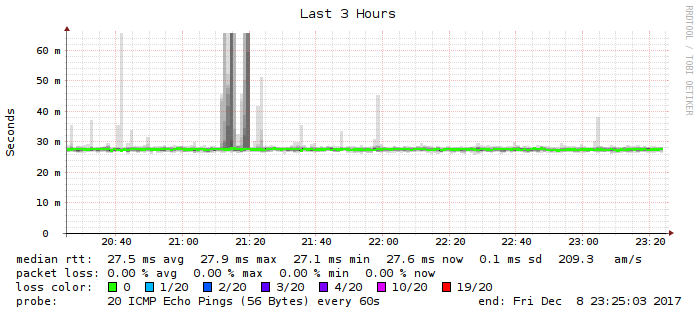 Last 3 Hours
RRDTOOL / TOBI OETIKER
Seconds
60 m
50 m
40 m
30 m
20 m
10 m
0
20:40 21:00 21:20 21:40 22:00 22:20 22:40 23:00 23:20
median rtt: 27.5 ms avg 27.9 ms max 27.1 ms min 27.6 ms now 0.1 ms sd 209.3 am/s
packet loss: 0.00 % avg 0.00 % max 0.00 % min 0.00 % now
loss color: 0 1/20 2/20 3/20 4/20 10/20 19/20
probe: 20 ICMP Echo Pings (56 Bytes) every 60s end: Fri Dec 8 23:25:03 2017